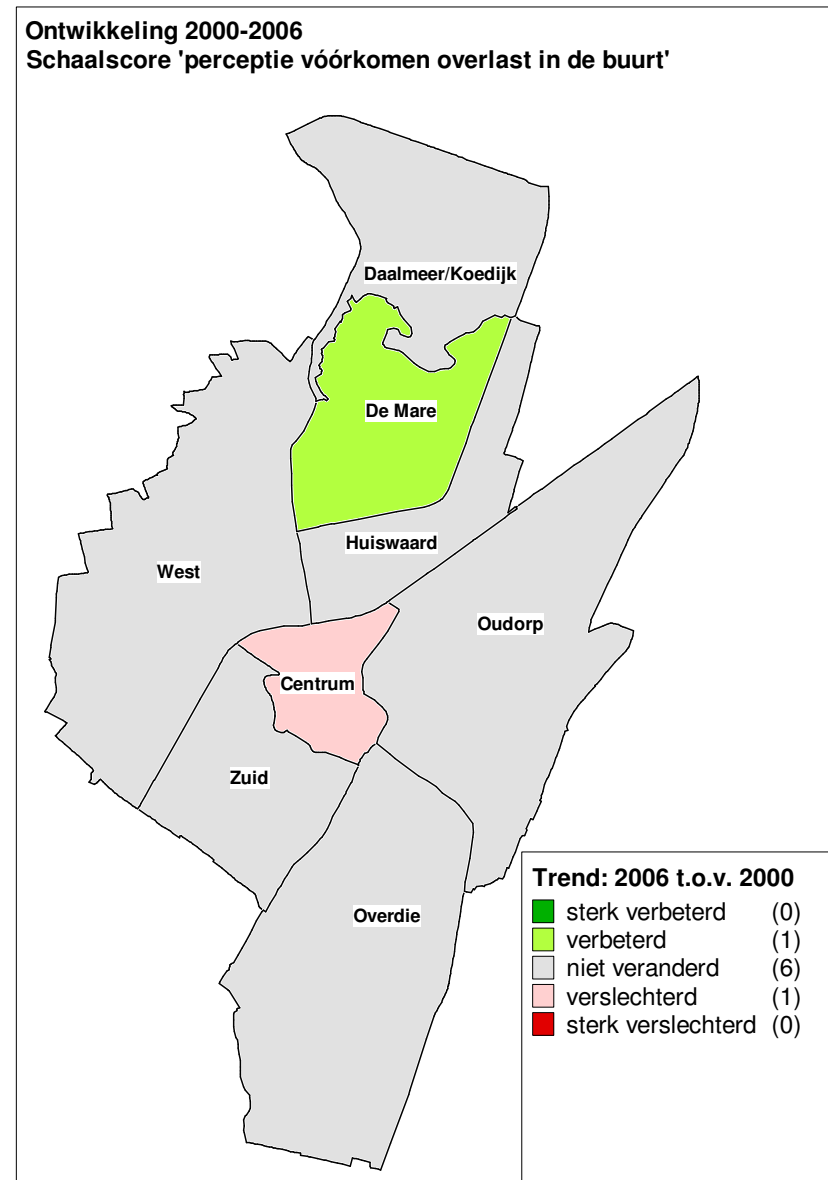 Ontwikkeling 2000-2006
Schaalscore 'perceptie vóórkomen overlast in de buurt'
Daalmeer/Koedijk
De Mare
Huiswaard
West
Oudorp
Centrum
Zuid
Overdie
Trend: 2006 t.o.v. 2000
sterk verbeterd (0)
verbeterd (1)
niet veranderd (6)
verslechterd (1)
sterk verslechterd (0)